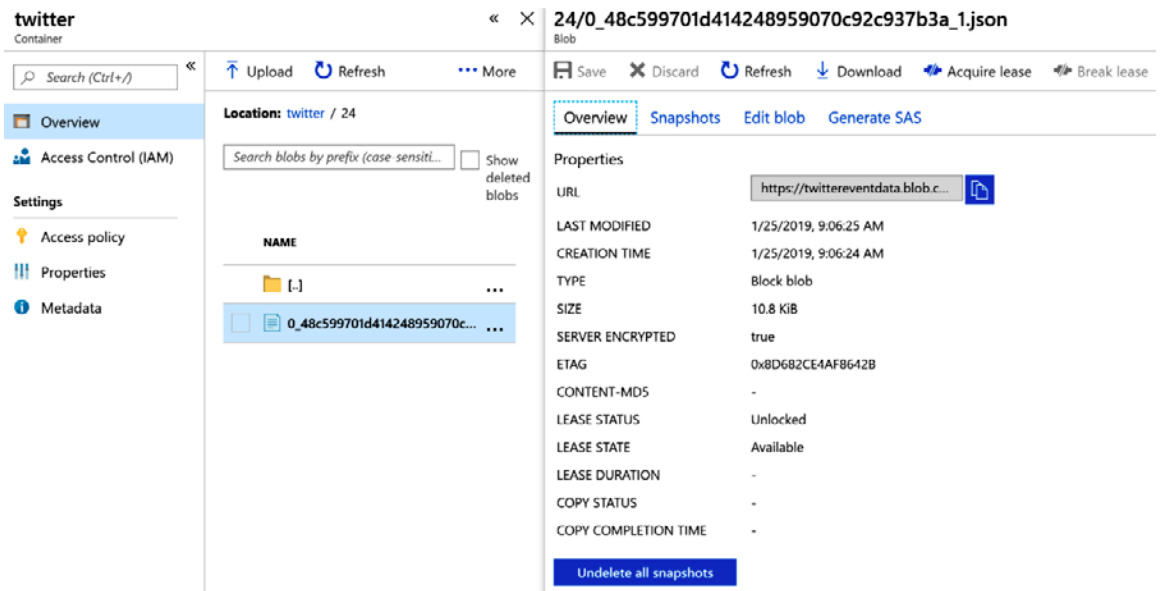 twitter
Container
« ×
Search (Ctrl+/)
«
Overview
Access Control (IAM)
Settings
Access policy
Properties
Metadata
Upload Refresh ••• More
Location: twitter / 24
Search blobs by prefix (case-sensiti...
Show
deleted
blobs
NAME
[..] ...
0_48c599701d414248959070c... ...
24/0_48c599701d414248959070c92c937b3a_1.json
Blob
Save Discard Refresh Download Acquire lease Break lease
Overview Snapshots Edit blob Generate SAS
Properties
URL https://twittereventdata.blob.c...
LAST MODIFIED 1/25/2019, 9:06:25 AM
CREATION TIME 1/25/2019, 9:06:24 AM
TYPE Block blob
SIZE 10.8 KiB
SERVER ENCRYPTED true
ETAG 0x8D682CE4AF8642B
CONTENT-MD5 -
LEASE STATUS Unlocked
LEASE STATE Available
LEASE DURATION -
COPY STATUS -
COPY COMPLETION TIME -
Undelete all snapshots